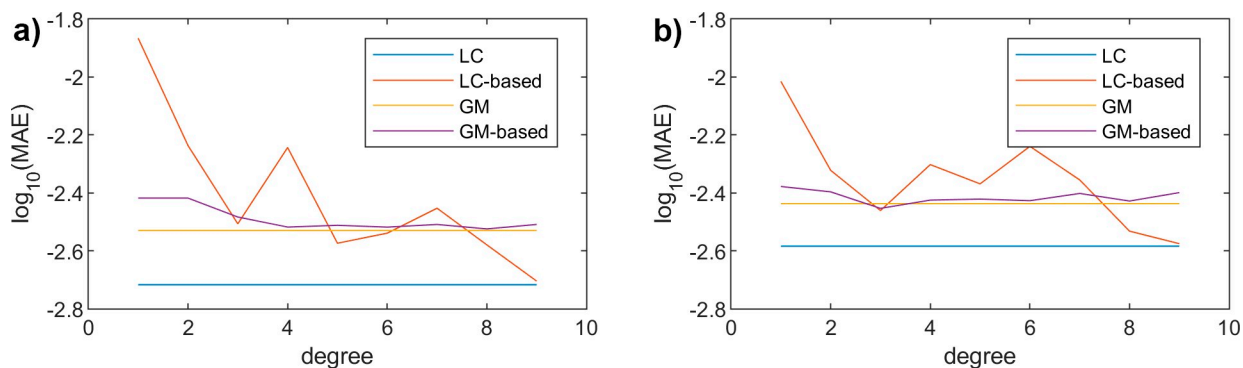 a)
log10(MAE)
-1.8
-2
-2.2
-2.4
-2.6
-2.8
0 2 4 6 8 10
degree
LC
LC-based
GM
GM-based
b)
log10(MAE)
-1.8
-2
-2.2
-2.4
-2.6
-2.8
0 2 4 6 8 10
degree
LC
LC-based
GM
GM-based